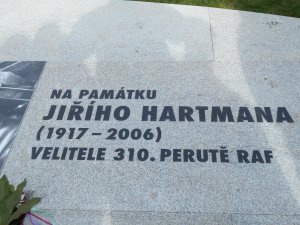 NA PAMÁTKU
JIŘÍHO HARTMANA
(1917 – 2006)
VELITELE 310. PERUTĚ RAF